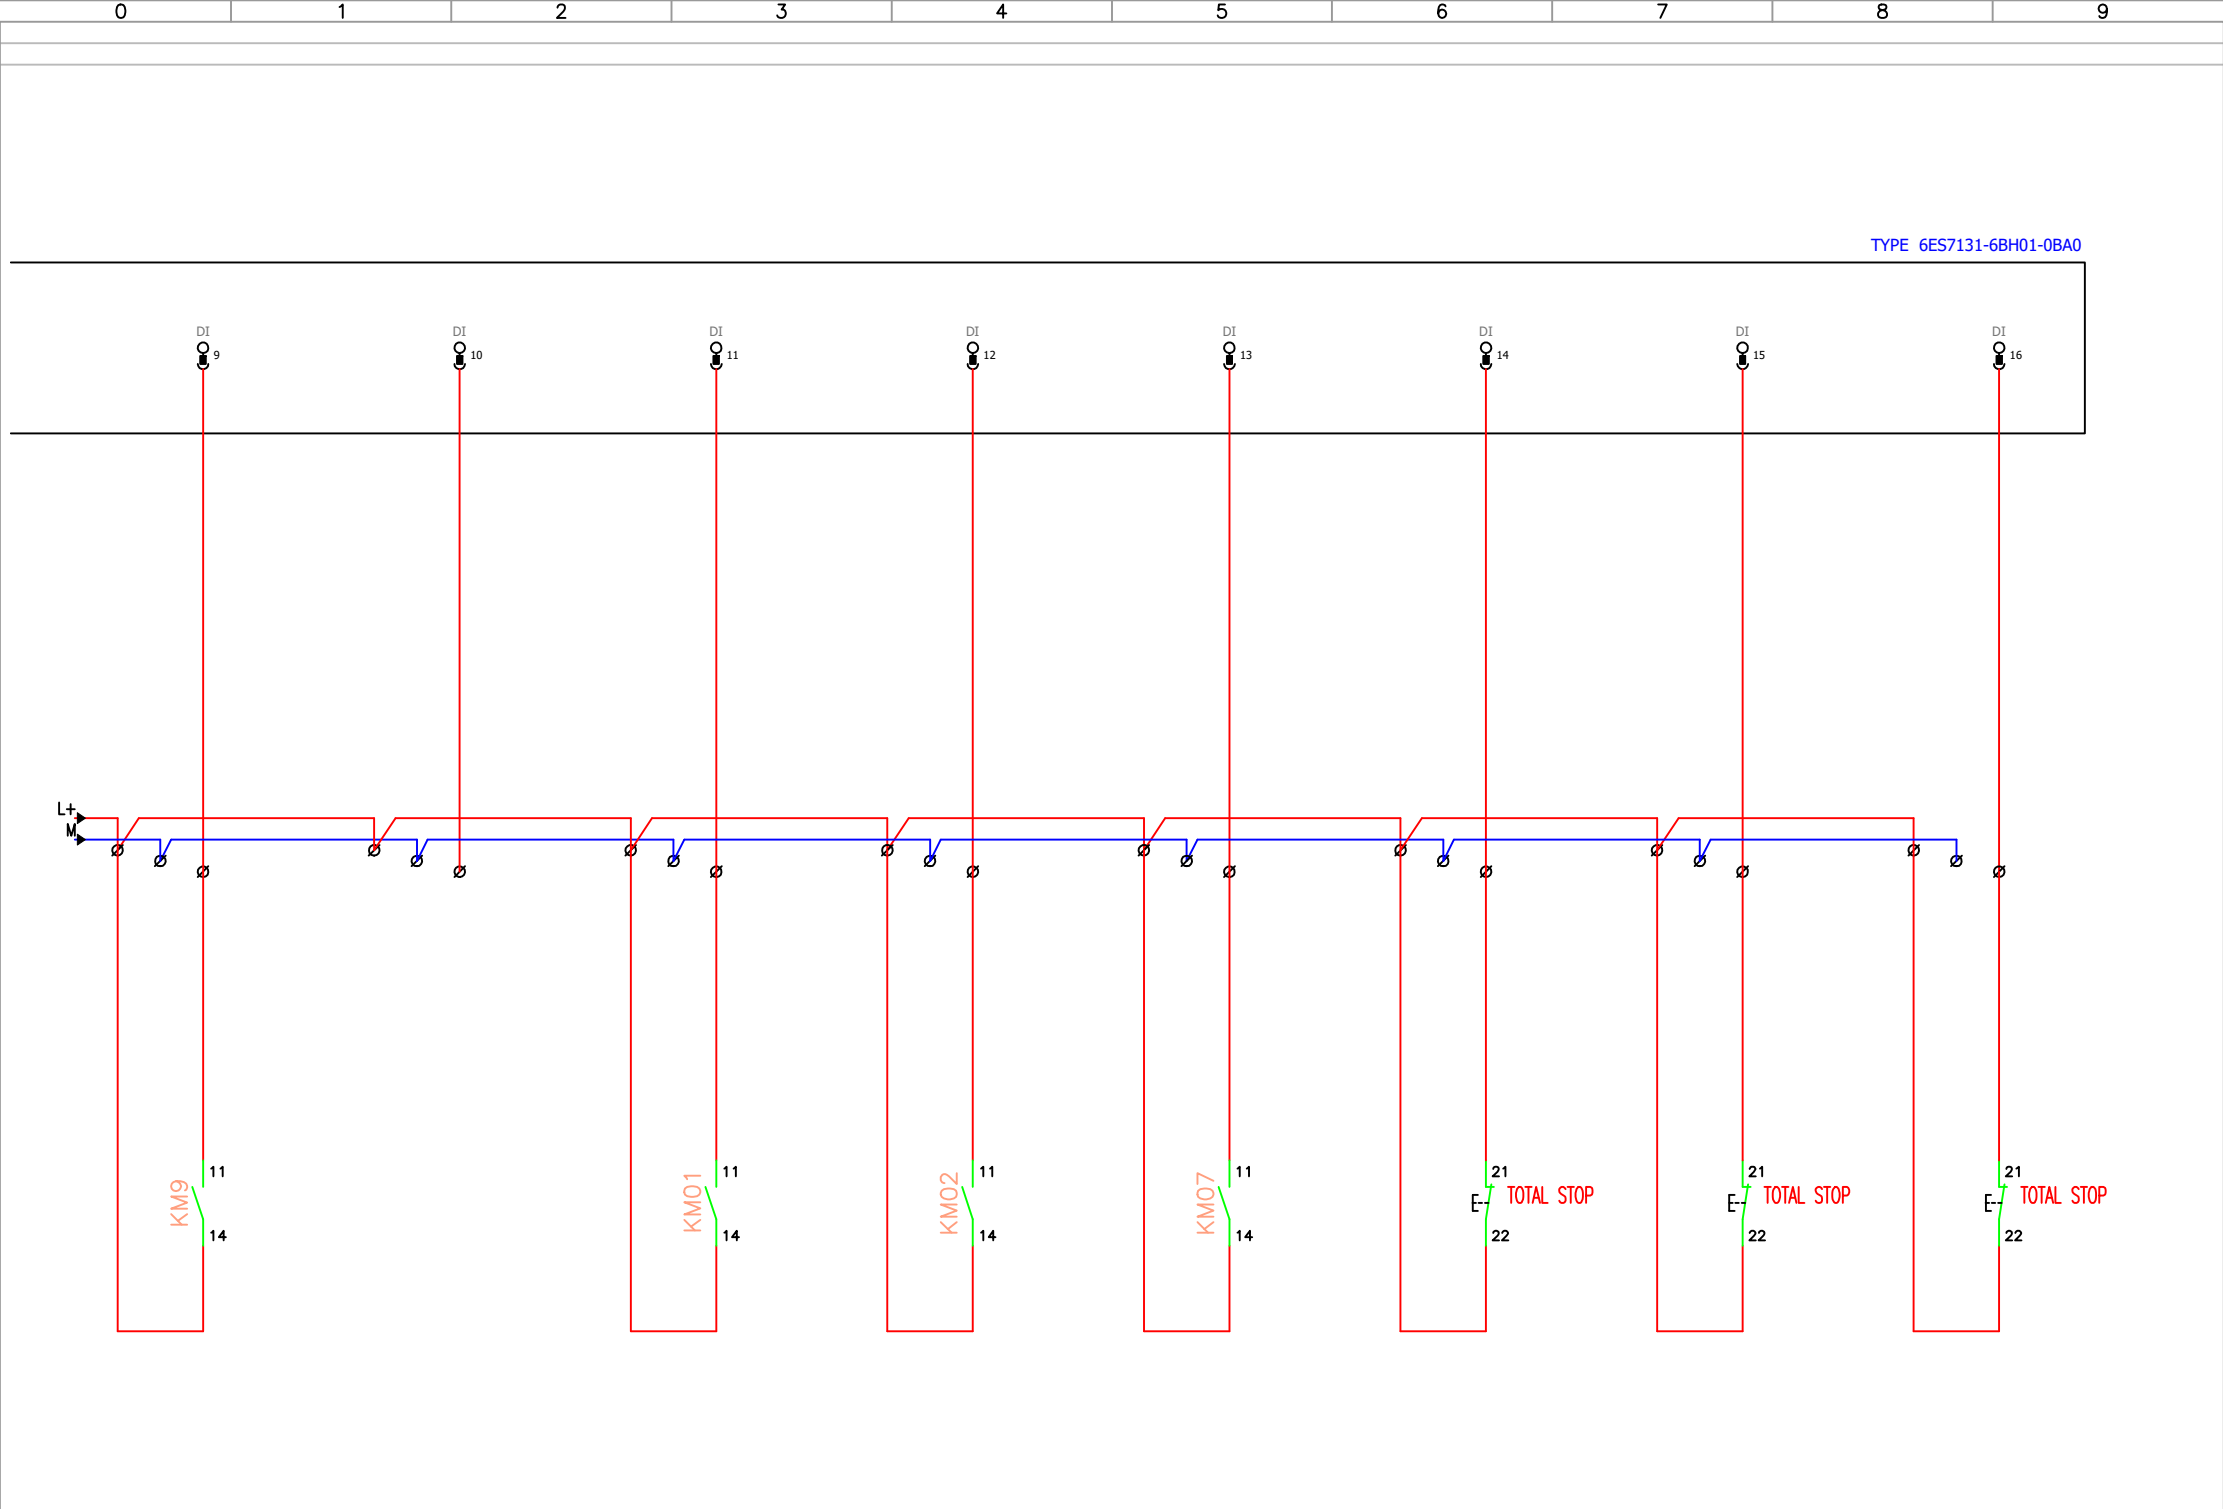 0 1 2 3 4 5 6 7 8 9
TYPE 6ES7131-6BH01-0BA0
DI DI DI DI DI DI DI DI
9 10 11 12 13 14 15 16
L+
M
11 11 11 11 21 21 21
KM9 KM01 KM02 KM07 TOTAL STOP TOTAL STOP TOTAL STOP
14 14 14 14 22 22 22